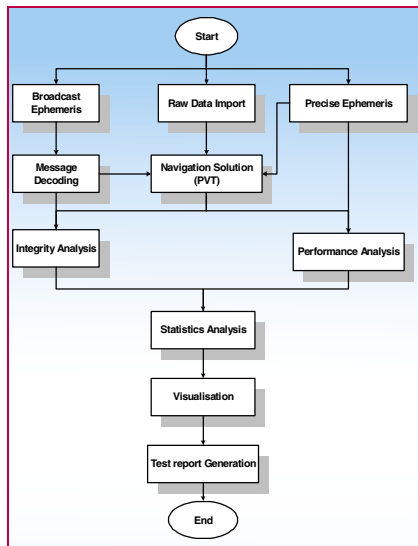 Start
Broadcast
Ephemeris
Raw Data Import
Precise Ephemeris
Message
Decoding
Navigation Solution
(PVT)
Integrity Analysis
Performance Analysis
Statistics Analysis
Visualisation
Test report Generation
End